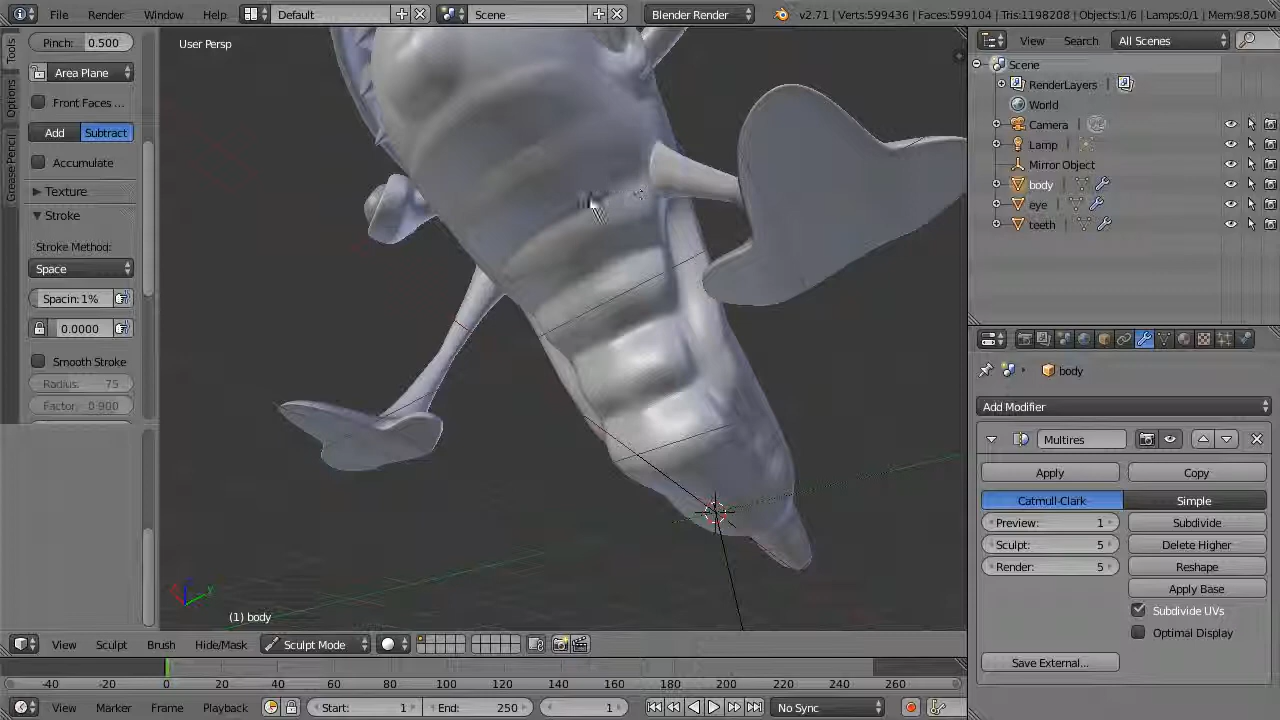 File Render Window Help Default Scene Blender Render v2.71 | Verts:599436 | Faces:599104 | Tris:1198208 | Objects:1/6 | Lamps:0/1 | Mem:98.50M
Pinch: 0.500
Area Plane
Front Faces ...
Add Subtract
Accumulate
Texture
Stroke
Stroke Method:
Space
Spacin: 1%
0.0000
Smooth Stroke
Radius: 75
Factor: 0.900
Tools
Options
Grease Pencil
User Persp
(1) body
View Sculpt Brush Hide/Mask Sculpt Mode
-40 -20 0 20 40 60 80 100 120 140 160 180 200 220 240 260
View Marker Frame Playback Start: 1 End: 250 1 No Sync
View Search All Scenes
Scene
RenderLayers |
World
Camera
Lamp
Mirror Object
body
eye
teeth
body
Add Modifier
Multires
Apply Copy
Catmull-Clark Simple
Preview: 1 Subdivide
Sculpt: 5 Delete Higher
Render: 5 Reshape
Apply Base
Subdivide UVs
Optimal Display
Save External...